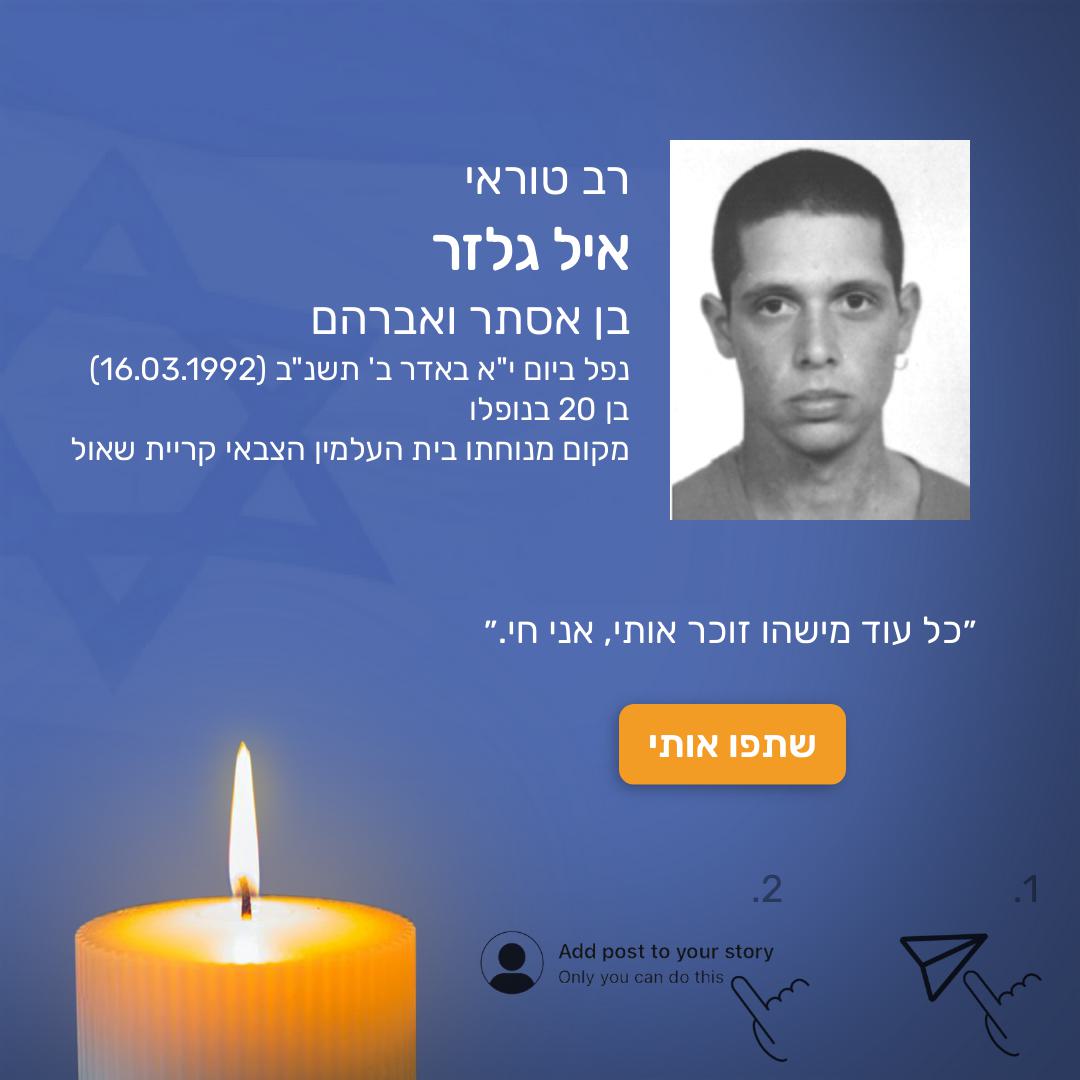 רב טוראי
איל גלזר
בן אסתר ואברהם
נפל ביום י"א באדר ב' תשנ"ב (16.03.1992)
בן 20 בנופלו
מקום מנוחתו בית העלמין הצבאי קריית שאול
״כל עוד מישהו זוכר אותי, אני חי.״
שתפו אותי
.1
.2
Add post to your story
Only you can do this